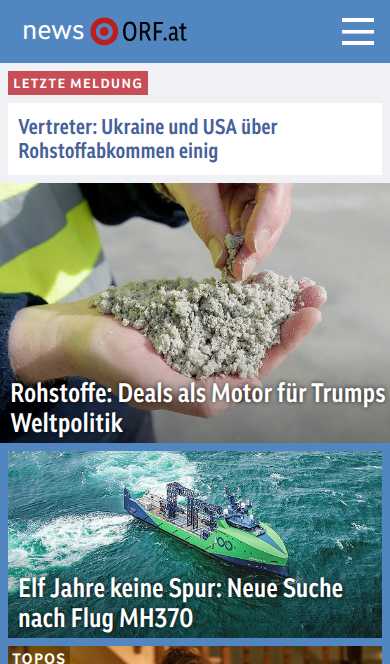 news ORF.at
LETZTE MELDUNG
Vertreter: Ukraine und USA über
Rohstoffabkommen einig
Rohstoffe: Deals als Motor für Trumps
Weltpolitik
Elf Jahre keine Spur: Neue Suche
nach Flug MH370
TOPOS